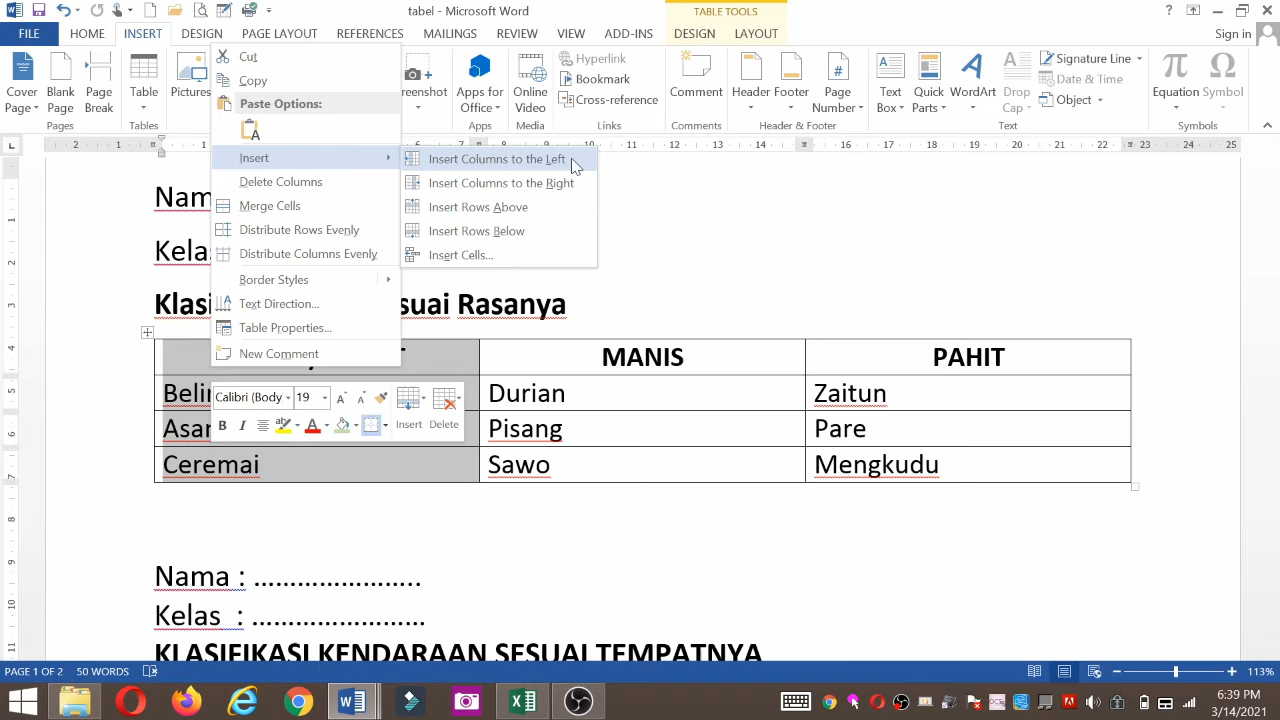 tabel - Microsoft Word
TABLE TOOLS
?
FILE
HOME
INSERT
DESIGN
PAGE LAYOUT
REFERENCES
MAILINGS
REVIEW
VIEW
ADD-INS
DESIGN
LAYOUT
Sign in
Cover Page
Blank Page
Page Break
Pages
Table
Tables
Pictures
Apps for Office
Apps
Online Video
Media
Hyperlink
Bookmark
Cross-reference
Links
Comment
Comments
Header
Footer
Page Number
Header & Footer
Text Box
Quick Parts
WordArt
Drop Cap
Signature Line
Date & Time
Object
Text
Equation
Symbol
Symbols
Cut
Copy
Paste Options:
Insert
Delete Columns
Merge Cells
Distribute Rows Evenly
Distribute Columns Evenly
Border Styles
Text Direction...
Table Properties...
New Comment
Insert Columns to the Left
Insert Columns to the Right
Insert Rows Above
Insert Rows Below
Insert Cells...
Calibri (Body
19
B I
Insert
Delete
suai Rasanya
MANIS
PAHIT
Durian
Zaitun
Pisang
Pare
Ceremai
Sawo
Mengkudu
Nama : …………………..
Kelas : ……………………
KLASIFIKASI KENDARAAN SESUAI TEMPATNYA
PAGE 1 OF 2
50 WORDS
113%
6:39 PM
3/14/2021